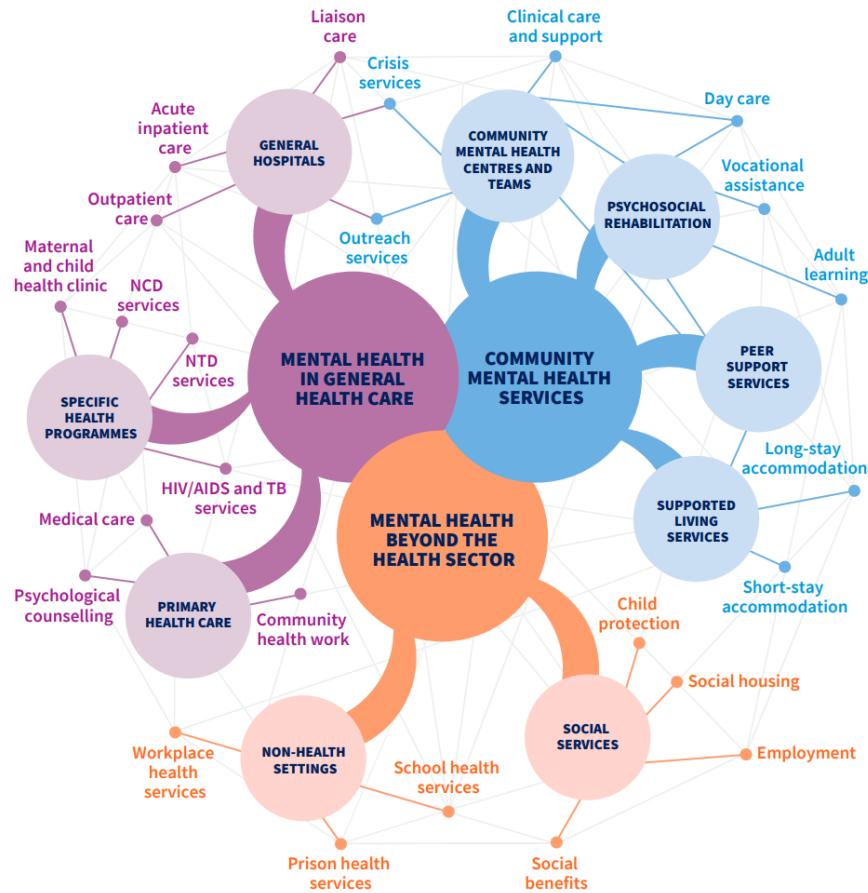 Liaison
care
Clinical care
and support
Crisis
services
Day care
Acute
inpatient
care
GENERAL
HOSPITALS
COMMUNITY
MENTAL HEALTH
CENTRES AND
TEAMS
Vocational
assistance
PSYCHOSOCIAL
REHABILITATION
Outpatient
care
Outreach
services
Adult
learning
Maternal
and child
health clinic
NCD
services
NTD
services
MENTAL HEALTH
IN GENERAL
HEALTH CARE
COMMUNITY
MENTAL HEALTH
SERVICES
PEER
SUPPORT
SERVICES
SPECIFIC
HEALTH
PROGRAMMES
Long-stay
accommodation
HIV/AIDS and TB
services
Medical care
MENTAL HEALTH
BEYOND THE
HEALTH SECTOR
SUPPORTED
LIVING
SERVICES
Psychological
counselling
PRIMARY
HEALTH CARE
Community
health work
Child
protection
Short-stay
accommodation
Social housing
Workplace
health
services
NON-HEALTH
SETTINGS
School health
services
SOCIAL
SERVICES
Employment
Prison health
services
Social
benefits